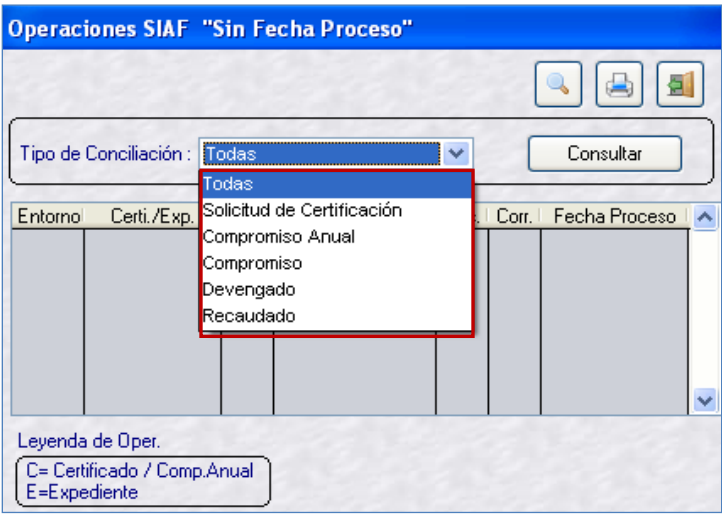 Operaciones SIAF "Sin Fecha Proceso"
Tipo de Conciliación : Todas Consultar
Todas
Solicitud de Certificación
Compromiso Anual
Compromiso
Devengado
Recaudado
Entorno Certi./Exp. Corr. Fecha Proceso
Leyenda de Oper.
C= Certificado / Comp.Anual
E=Expediente